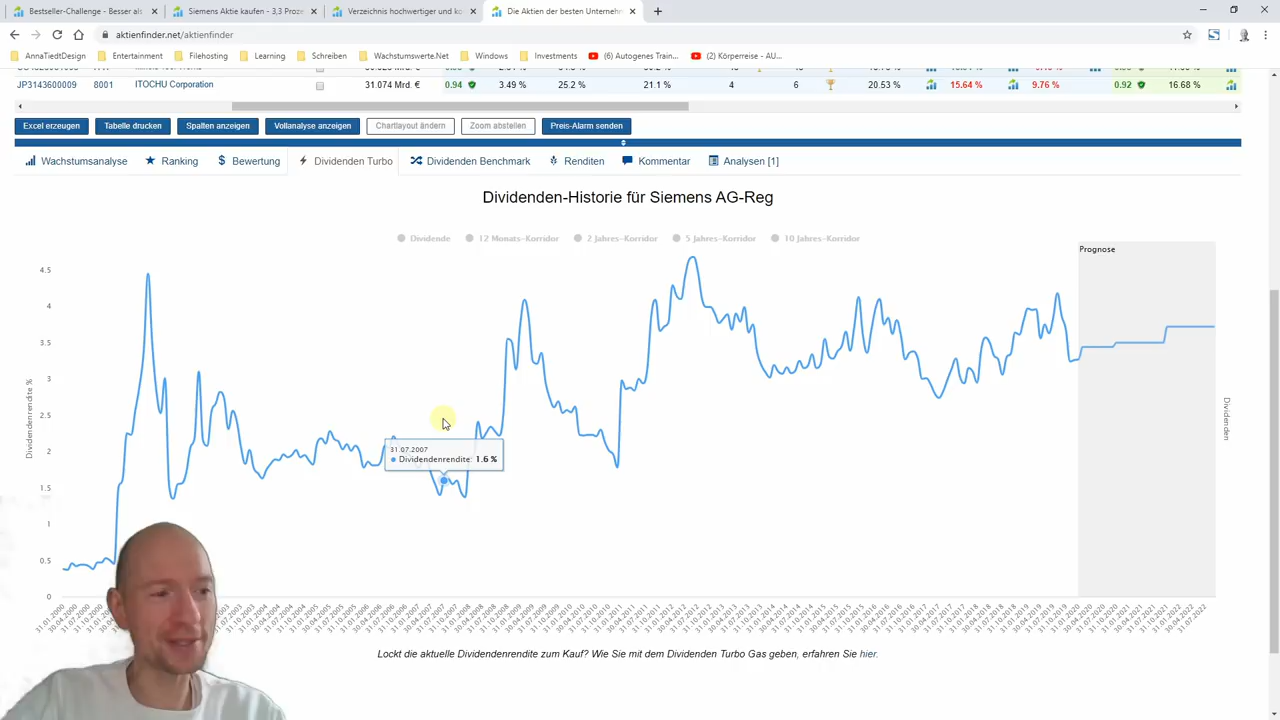 Bestseller-Challenge - Besser als
Siemens Aktie kaufen - 3,3 Proze
Verzeichnis hochwertiger und ko
Die Aktien der besten Unternehm
aktienfinder.net/aktienfinder
AnnaTiedtDesign
Entertainment
Filehosting
Learning
Schreiben
Wachstumswerte.Net
Windows
Investments
(6) Autogenes Train...
(2) Körperreise - AU...
JP3143600009 8001 ITOCHU Corporation 31.074 Mrd. € 0.94 3.49 % 25.2 % 21.1 % 4 20.53 % 15.64 % 9.76 % 0.92 16.68 %
Excel erzeugen
Tabelle drucken
Spalten anzeigen
Vollanalyse anzeigen
Chartlayout ändern
Zoom abstellen
Preis-Alarm senden
Wachstumsanalyse
Ranking
Bewertung
Dividenden Turbo
Dividenden Benchmark
Renditen
Kommentar
Analysen [1]
Dividenden-Historie für Siemens AG-Reg
Dividende
12 Monats-Korridor
2 Jahres-Korridor
5 Jahres-Korridor
10 Jahres-Korridor
Prognose
4.5
4
3.5
3
2.5
2
1.5
1
0.5
0
Dividendenrendite %
Dividenden
31.07.2007
Dividendenrendite: 1.6 %
Lockt die aktuelle Dividendenrendite zum Kauf? Wie Sie mit dem Dividenden Turbo Gas geben, erfahren Sie hier.